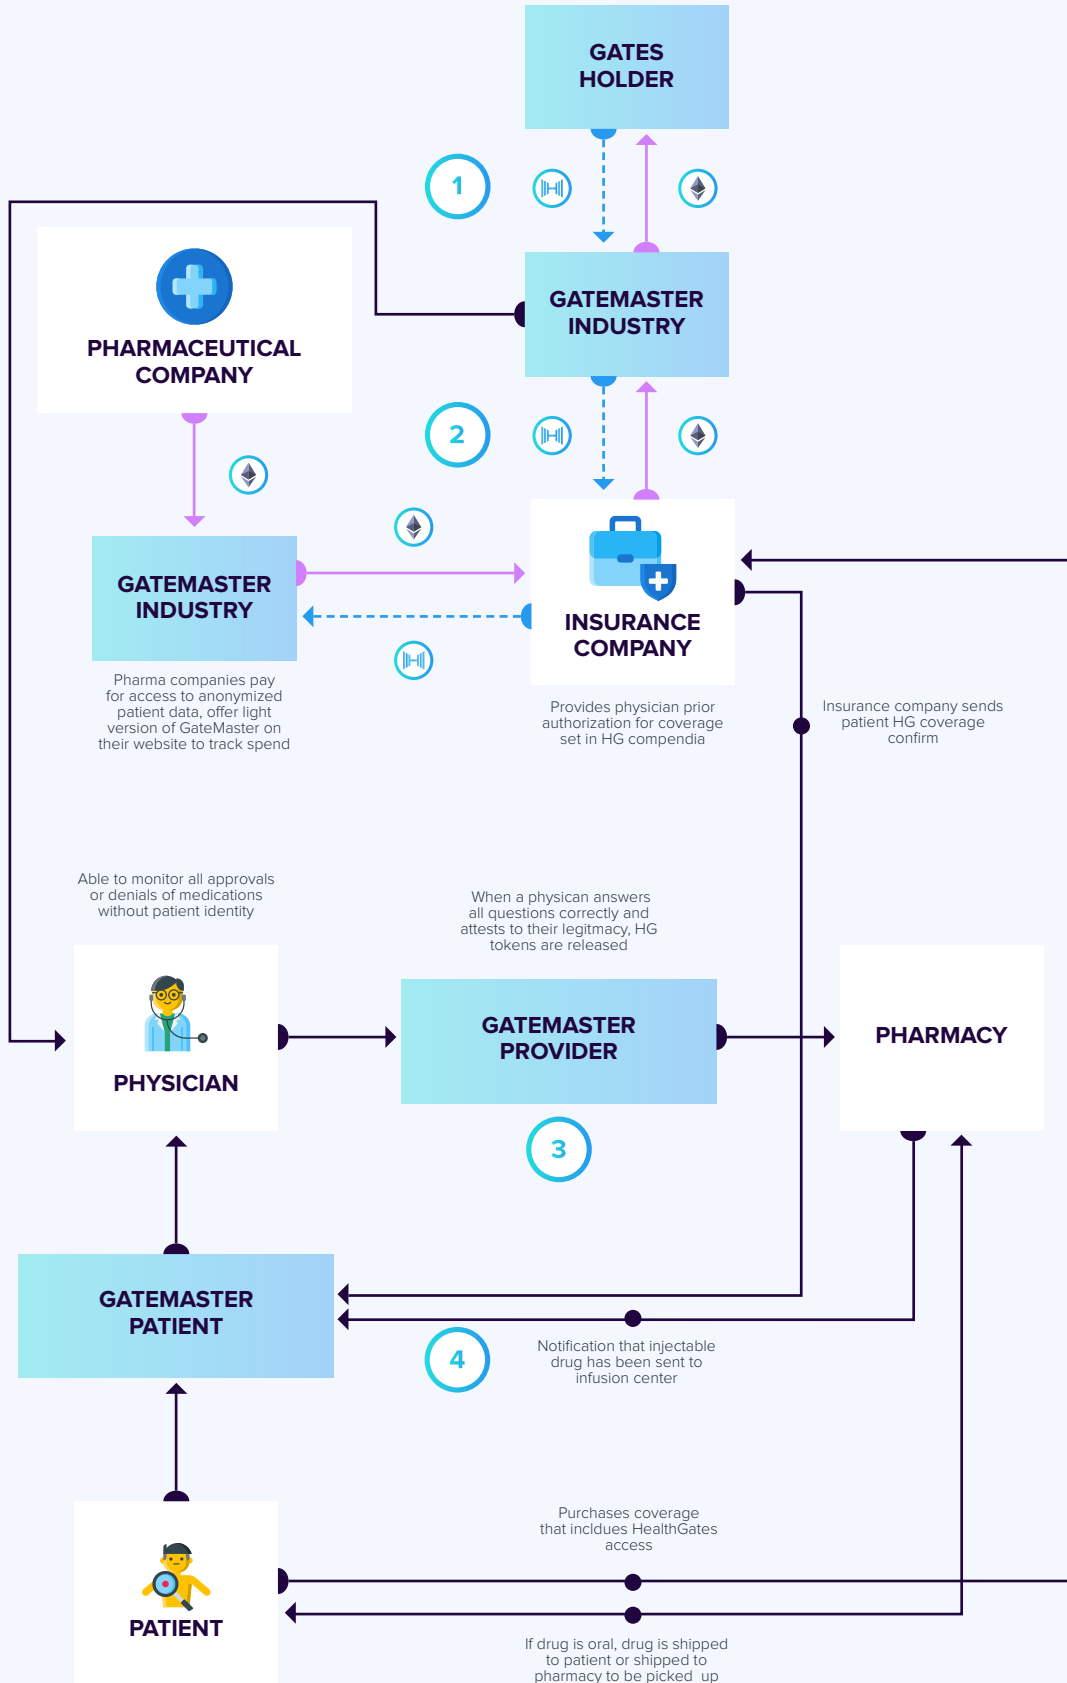 GATES
HOLDER
1
GATEMASTER
INDUSTRY
PHARMACEUTICAL
COMPANY
2
GATEMASTER
INDUSTRY
Pharma companies pay
for access to anonymized
patient data, offer light
version of GateMaster on
their website to track spend
INSURANCE
COMPANY
Provides physician prior
authorization for coverage
set in HG compendia
Insurance company sends
patient HG coverage
confirm
Able to monitor all approvals
or denials of medications
without patient identity
PHYSICIAN
When a physican answers
all questions correctly and
attests to their legitmacy, HG
tokens are released
GATEMASTER
PROVIDER
3
PHARMACY
GATEMASTER
PATIENT
4
Notification that injectable
drug has been sent to
infusion center
PATIENT
Purchases coverage
that incldues HealthGates
access
If drug is oral, drug is shipped
to patient or shipped to
pharmacy to be picked up